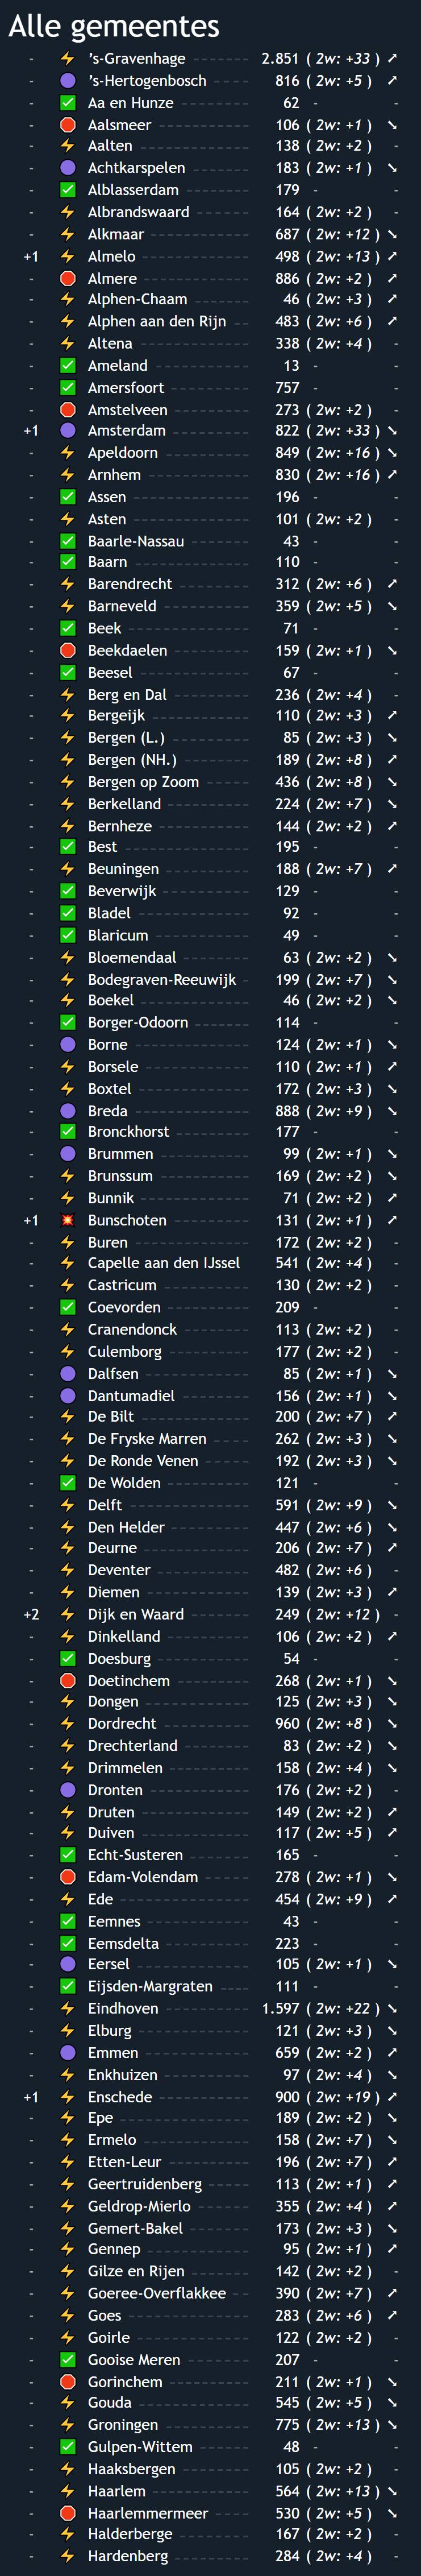 Alle gemeentes
- ⚡ ’s-Gravenhage 2.851 ( 2w: +33 ) ➚
- 🟣 ’s-Hertogenbosch 816 ( 2w: +5 ) ➚
- ✅ Aa en Hunze 62 - -
- 🛑 Aalsmeer 106 ( 2w: +1 ) ➘
- ⚡ Aalten 138 ( 2w: +2 ) -
- 🟣 Achtkarspelen 183 ( 2w: +1 ) ➘
- ✅ Alblasserdam 179 - -
- ⚡ Albrandswaard 164 ( 2w: +2 ) -
- ⚡ Alkmaar 687 ( 2w: +12 ) ➘
+1 ⚡ Almelo 498 ( 2w: +13 ) ➚
- 🛑 Almere 886 ( 2w: +2 ) ➚
- ⚡ Alphen-Chaam 46 ( 2w: +3 ) ➚
- ⚡ Alphen aan den Rijn 483 ( 2w: +6 ) ➚
- ⚡ Altena 338 ( 2w: +4 ) -
- ✅ Ameland 13 - -
- ✅ Amersfoort 757 - -
- 🛑 Amstelveen 273 ( 2w: +2 ) -
+1 🟣 Amsterdam 822 ( 2w: +33 ) ➘
- ⚡ Apeldoorn 849 ( 2w: +16 ) ➘
- ⚡ Arnhem 830 ( 2w: +16 ) ➚
- ✅ Assen 196 - -
- ⚡ Asten 101 ( 2w: +2 ) -
- ✅ Baarle-Nassau 43 - -
- ✅ Baarn 110 - -
- ⚡ Barendrecht 312 ( 2w: +6 ) ➚
- ⚡ Barneveld 359 ( 2w: +5 ) ➘
- ✅ Beek 71 - -
- 🛑 Beekdaelen 159 ( 2w: +1 ) ➘
- ✅ Beesel 67 - -
- ⚡ Berg en Dal 236 ( 2w: +4 ) -
- ⚡ Bergeijk 110 ( 2w: +3 ) ➚
- ⚡ Bergen (L.) 85 ( 2w: +3 ) ➘
- ⚡ Bergen (NH.) 189 ( 2w: +8 ) ➚
- ⚡ Bergen op Zoom 436 ( 2w: +8 ) ➘
- ⚡ Berkelland 224 ( 2w: +7 ) ➘
- ⚡ Bernheze 144 ( 2w: +2 ) ➚
- ✅ Best 195 - -
- ⚡ Beuningen 188 ( 2w: +7 ) ➚
- ✅ Beverwijk 129 - -
- ✅ Bladel 92 - -
- ✅ Blaricum 49 - -
- ⚡ Bloemendaal 63 ( 2w: +2 ) ➘
- ⚡ Bodegraven-Reeuwijk 199 ( 2w: +7 ) ➘
- ⚡ Boekel 46 ( 2w: +2 ) ➘
- ✅ Borger-Odoorn 114 - -
- 🟣 Borne 124 ( 2w: +1 ) ➘
- ⚡ Borsele 110 ( 2w: +1 ) ➚
- ⚡ Boxtel 172 ( 2w: +3 ) ➘
- 🟣 Breda 888 ( 2w: +9 ) ➘
- ✅ Bronckhorst 177 - -
- 🟣 Brummen 99 ( 2w: +1 ) ➘
- ⚡ Brunssum 169 ( 2w: +2 ) -
- ⚡ Bunnik 71 ( 2w: +2 ) ➚
+1 💥 Bunschoten 131 ( 2w: +1 ) ➚
- ⚡ Buren 172 ( 2w: +2 ) -
- ⚡ Capelle aan den IJssel 541 ( 2w: +4 ) -
- ⚡ Castricum 130 ( 2w: +2 ) -
- ✅ Coevorden 209 - -
- ⚡ Cranendonck 113 ( 2w: +2 ) -
- ⚡ Culemborg 177 ( 2w: +2 ) -
- 🟣 Dalfsen 85 ( 2w: +1 ) ➘
- 🟣 Dantumadiel 156 ( 2w: +1 ) ➘
- ⚡ De Bilt 200 ( 2w: +7 ) ➚
- ⚡ De Fryske Marren 262 ( 2w: +3 ) ➘
- ⚡ De Ronde Venen 192 ( 2w: +3 ) ➘
- ✅ De Wolden 121 - -
- ⚡ Delft 591 ( 2w: +9 ) ➘
- ⚡ Den Helder 447 ( 2w: +6 ) ➘
- ⚡ Deurne 206 ( 2w: +7 ) ➚
- ⚡ Deventer 482 ( 2w: +6 ) -
- ⚡ Diemen 139 ( 2w: +3 ) ➚
+2 ⚡ Dijk en Waard 249 ( 2w: +12 ) -
- ⚡ Dinkelland 106 ( 2w: +2 ) ➚
- ✅ Doesburg 54 - -
- 🛑 Doetinchem 268 ( 2w: +1 ) ➘
- ⚡ Dongen 125 ( 2w: +3 ) ➘
- ⚡ Dordrecht 960 ( 2w: +8 ) ➘
- ⚡ Drechterland 83 ( 2w: +2 ) ➘
- ⚡ Drimmelen 158 ( 2w: +4 ) ➘
- 🟣 Dronten 176 ( 2w: +2 ) -
- ⚡ Druten 149 ( 2w: +2 ) ➚
- ⚡ Duiven 117 ( 2w: +5 ) ➚
- ✅ Echt-Susteren 165 - -
- 🛑 Edam-Volendam 278 ( 2w: +1 ) ➘
- ⚡ Ede 454 ( 2w: +9 ) ➚
- ✅ Eemnes 43 - -
- ✅ Eemsdelta 223 - -
- 🟣 Eersel 105 ( 2w: +1 ) ➘
- ✅ Eijsden-Margraten 111 - -
- ⚡ Eindhoven 1.597 ( 2w: +22 ) ➘
- ⚡ Elburg 121 ( 2w: +3 ) ➘
- 🟣 Emmen 659 ( 2w: +2 ) ➚
- ⚡ Enkhuizen 97 ( 2w: +4 ) ➘
+1 ⚡ Enschede 900 ( 2w: +19 ) ➚
- ⚡ Epe 189 ( 2w: +2 ) ➘
- ⚡ Ermelo 158 ( 2w: +7 ) ➘
- ⚡ Etten-Leur 196 ( 2w: +7 ) ➚
- ⚡ Geertruidenberg 113 ( 2w: +1 ) ➚
- ⚡ Geldrop-Mierlo 355 ( 2w: +4 ) ➚
- ⚡ Gemert-Bakel 173 ( 2w: +3 ) ➘
- ⚡ Gennep 95 ( 2w: +1 ) ➚
- ⚡ Gilze en Rijen 142 ( 2w: +2 ) -
- ⚡ Goeree-Overflakkee 390 ( 2w: +7 ) ➚
- ⚡ Goes 283 ( 2w: +6 ) ➚
- ⚡ Goirle 122 ( 2w: +2 ) -
- ✅ Gooise Meren 207 - -
- 🛑 Gorinchem 211 ( 2w: +1 ) ➘
- ⚡ Gouda 545 ( 2w: +5 ) ➘
- ⚡ Groningen 775 ( 2w: +13 ) ➘
- ✅ Gulpen-Wittem 48 - -
- ⚡ Haaksbergen 105 ( 2w: +2 ) -
- ⚡ Haarlem 564 ( 2w: +13 ) ➘
- 🛑 Haarlemmermeer 530 ( 2w: +5 ) ➘
- ⚡ Halderberge 167 ( 2w: +2 ) -
- ⚡ Hardenberg 284 ( 2w: +4 ) -